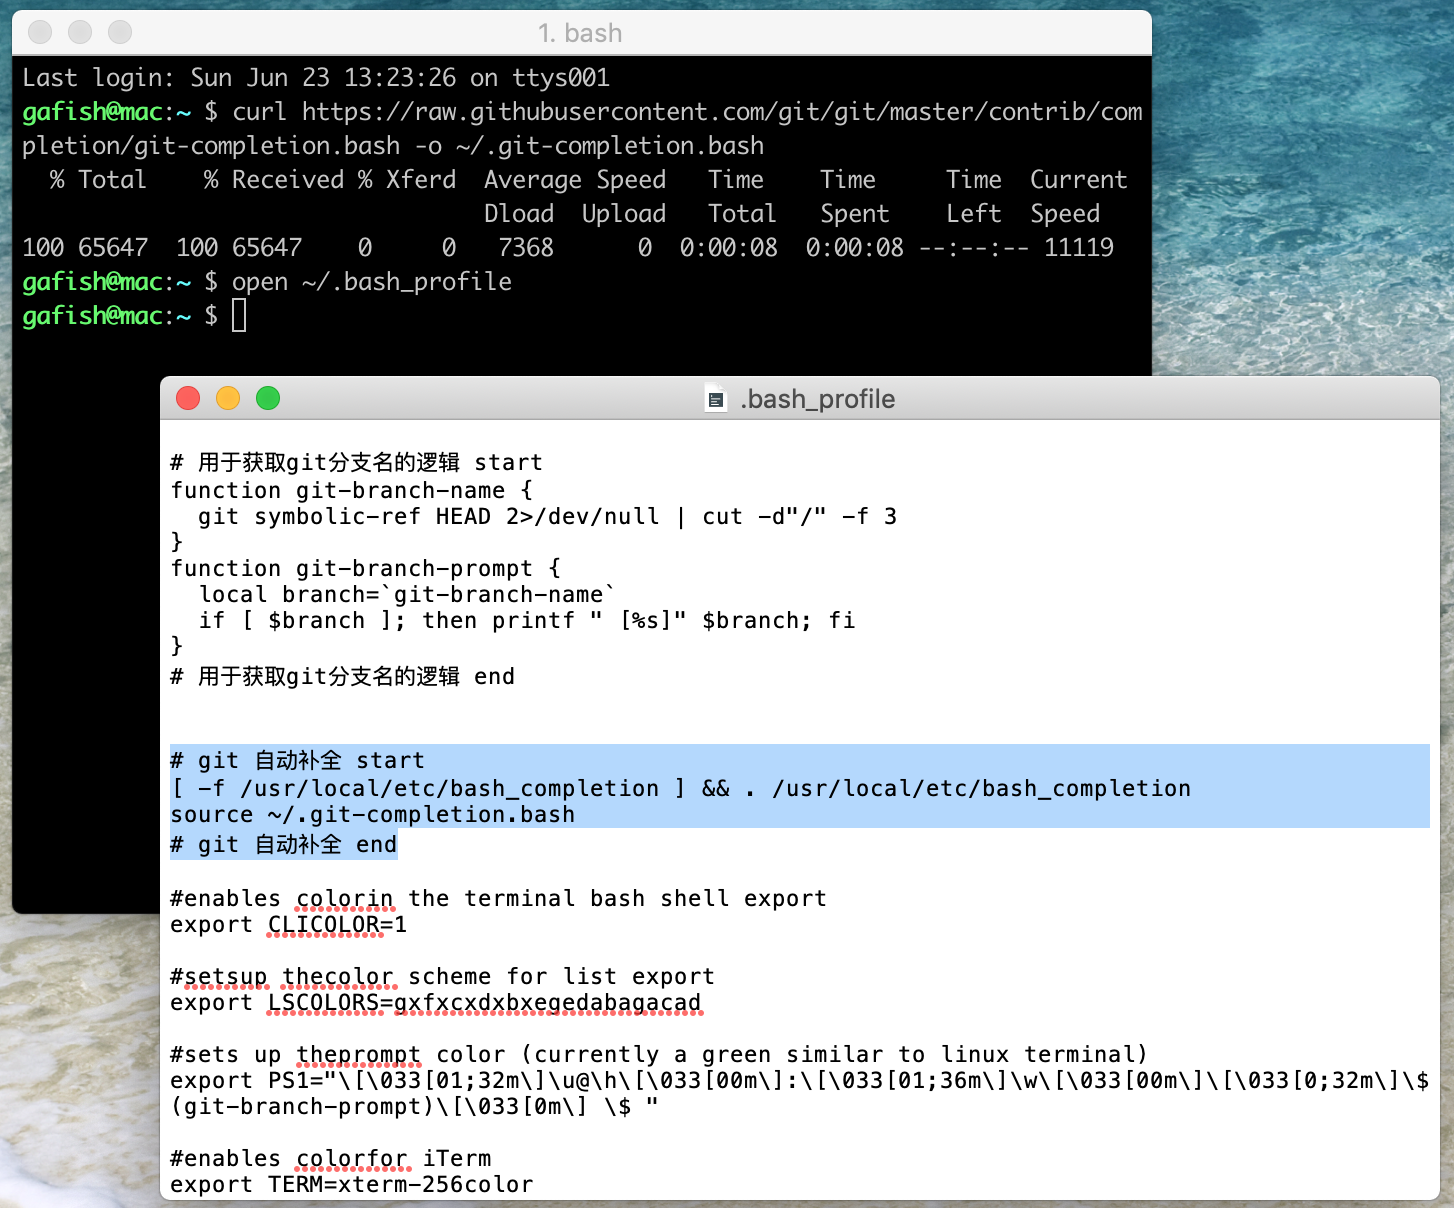 1. bash
Last login: Sun Jun 23 13:23:26 on ttys001
gafish@mac:~ $ curl https://raw.githubusercontent.com/git/git/master/contrib/com
pletion/git-completion.bash -o ~/.git-completion.bash
  % Total    % Received % Xferd  Average Speed   Time    Time     Time  Current
                                 Dload  Upload   Total   Spent    Left  Speed
100 65647  100 65647    0     0   7368      0  0:00:08  0:00:08 --:--:-- 11119
gafish@mac:~ $ open ~/.bash_profile
gafish@mac:~ $
.bash_profile
# 用于获取git分支名的逻辑 start
function git-branch-name {
  git symbolic-ref HEAD 2>/dev/null | cut -d"/" -f 3
}
function git-branch-prompt {
  local branch=`git-branch-name`
  if [ $branch ]; then printf " [%s]" $branch; fi
}
# 用于获取git分支名的逻辑 end
# git 自动补全 start
[ -f /usr/local/etc/bash_completion ] && . /usr/local/etc/bash_completion
source ~/.git-completion.bash
# git 自动补全 end
#enables colorin the terminal bash shell export
export CLICOLOR=1
#setsup thecolor scheme for list export
export LSCOLORS=gxfxcxdxbxegedabagacad
#sets up theprompt color (currently a green similar to linux terminal)
export PS1="\[\033[01;32m\]\u@\h\[\033[00m\]:\[\033[01;36m\]\w\[\033[00m\]\[\033[0;32m\]\$
(git-branch-prompt)\[\033[0m\] \$ "
#enables colorfor iTerm
export TERM=xterm-256color